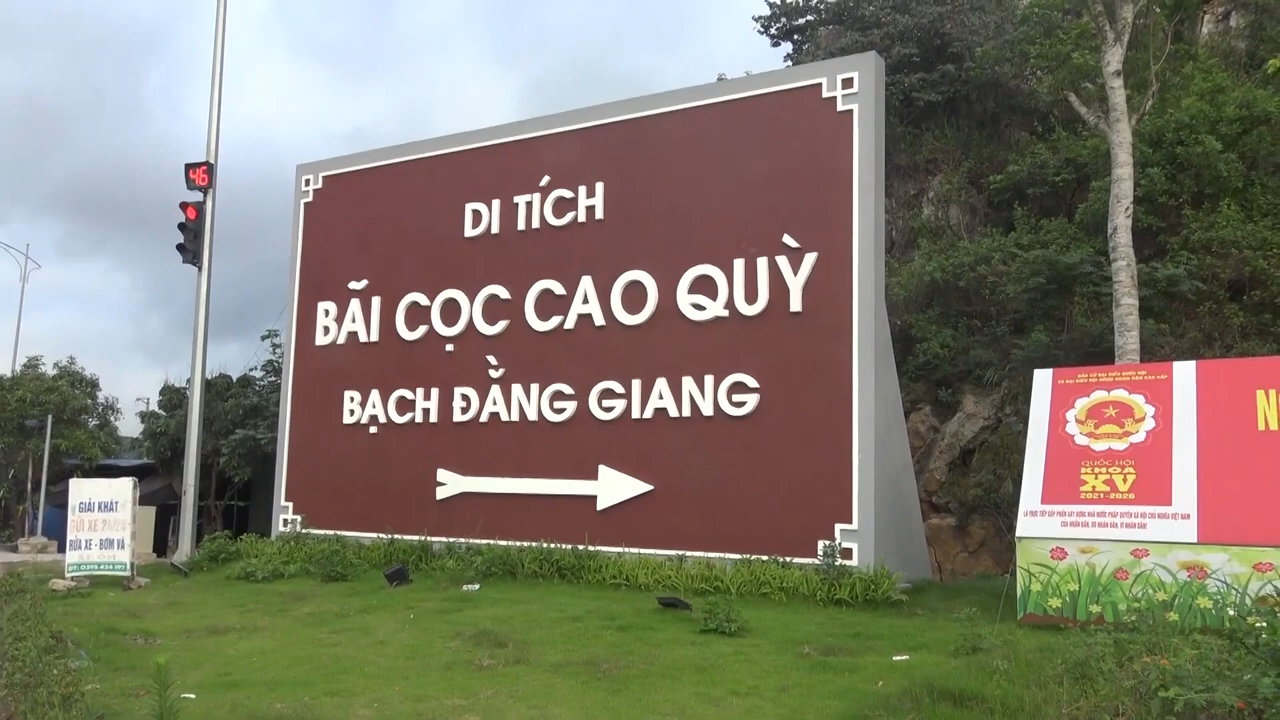 46
DI TÍCH
BÃI CỌC CAO QUỲ
BẠCH ĐẰNG GIANG
GIẢI KHÁT
GỬI XE 24/24
RỬA XE - BƠM VÁ
ĐT: 0395 424 197
BẦU CỬ ĐẠI BIỂU QUỐC HỘI
VÀ ĐẠI BIỂU HỘI ĐỒNG NHÂN DÂN CÁC CẤP
QUỐC HỘI
KHÓA
XV
2021-2026
LÀ TRỰC TIẾP GÓP PHẦN XÂY DỰNG NHÀ NƯỚC PHÁP QUYỀN XÃ HỘI CHỦ NGHĨA VIỆT NAM
CỦA NHÂN DÂN, DO NHÂN DÂN, VÌ NHÂN DÂN!
N